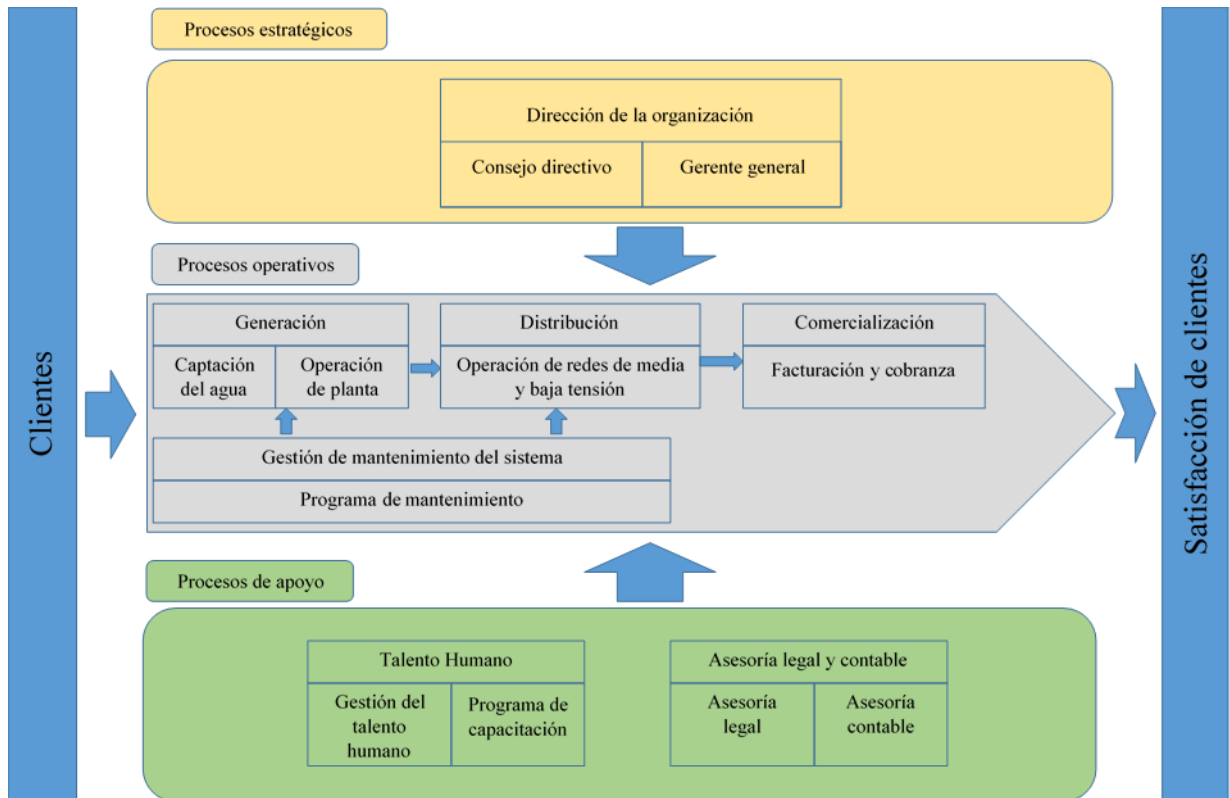 Clientes
Procesos estratégicos
Dirección de la organización
Consejo directivo
Gerente general
Procesos operativos
Generación
Captación
del agua
Operación
de planta
Distribución
Operación de redes de media
y baja tensión
Comercialización
Facturación y cobranza
Gestión de mantenimiento del sistema
Programa de mantenimiento
Procesos de apoyo
Talento Humano
Gestión del
talento
humano
Programa de
capacitación
Asesoría legal y contable
Asesoría
legal
Asesoría
contable
Satisfacción de clientes